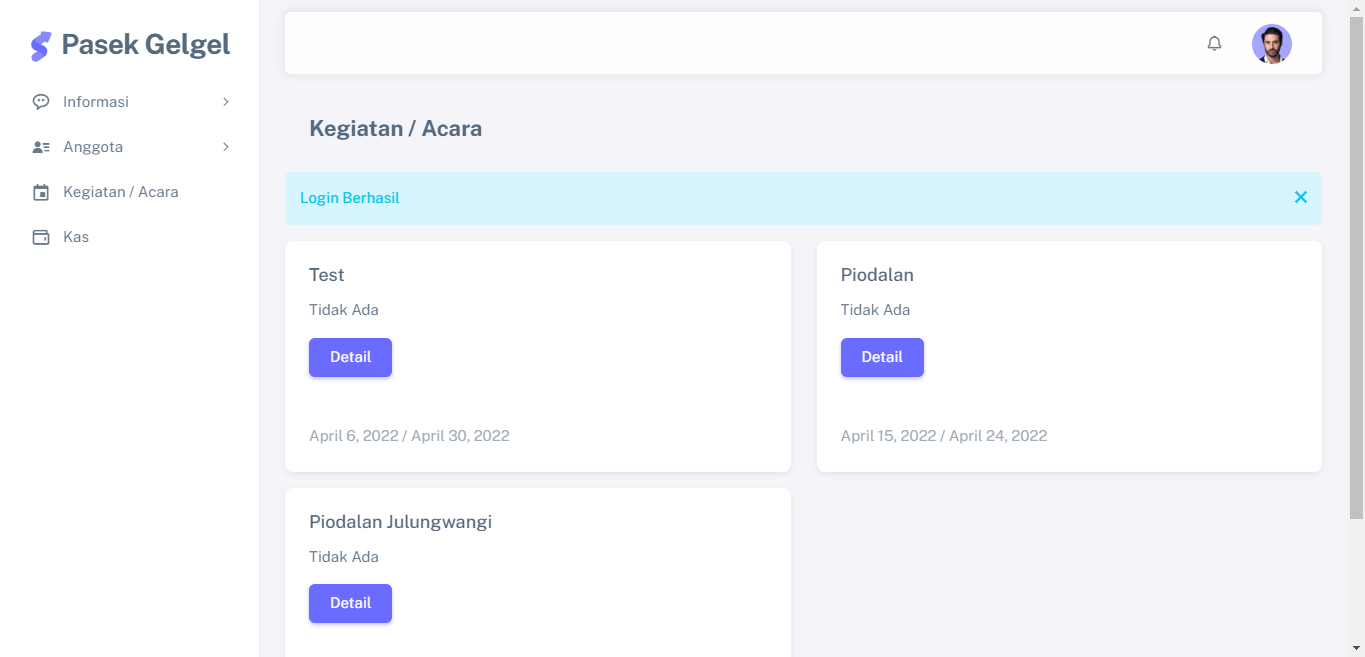 Pasek Gelgel
Informasi
Anggota
Kegiatan / Acara
Kas
Kegiatan / Acara
Login Berhasil
Test
Tidak Ada
Detail
April 6, 2022 / April 30, 2022
Piodalan
Tidak Ada
Detail
April 15, 2022 / April 24, 2022
Piodalan Julungwangi
Tidak Ada
Detail